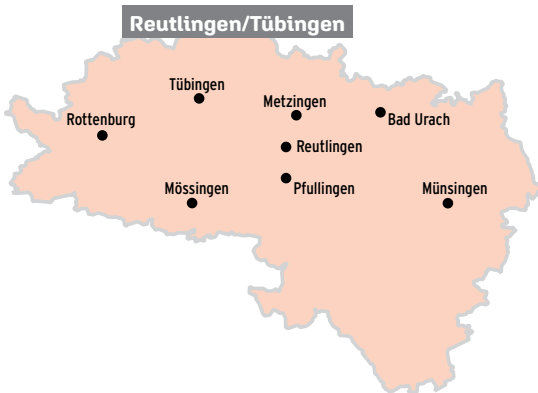 Reutlingen/Tübingen
Tübingen
Metzingen
Bad Urach
Rottenburg
Reutlingen
Mössingen
Pfullingen
Münsingen